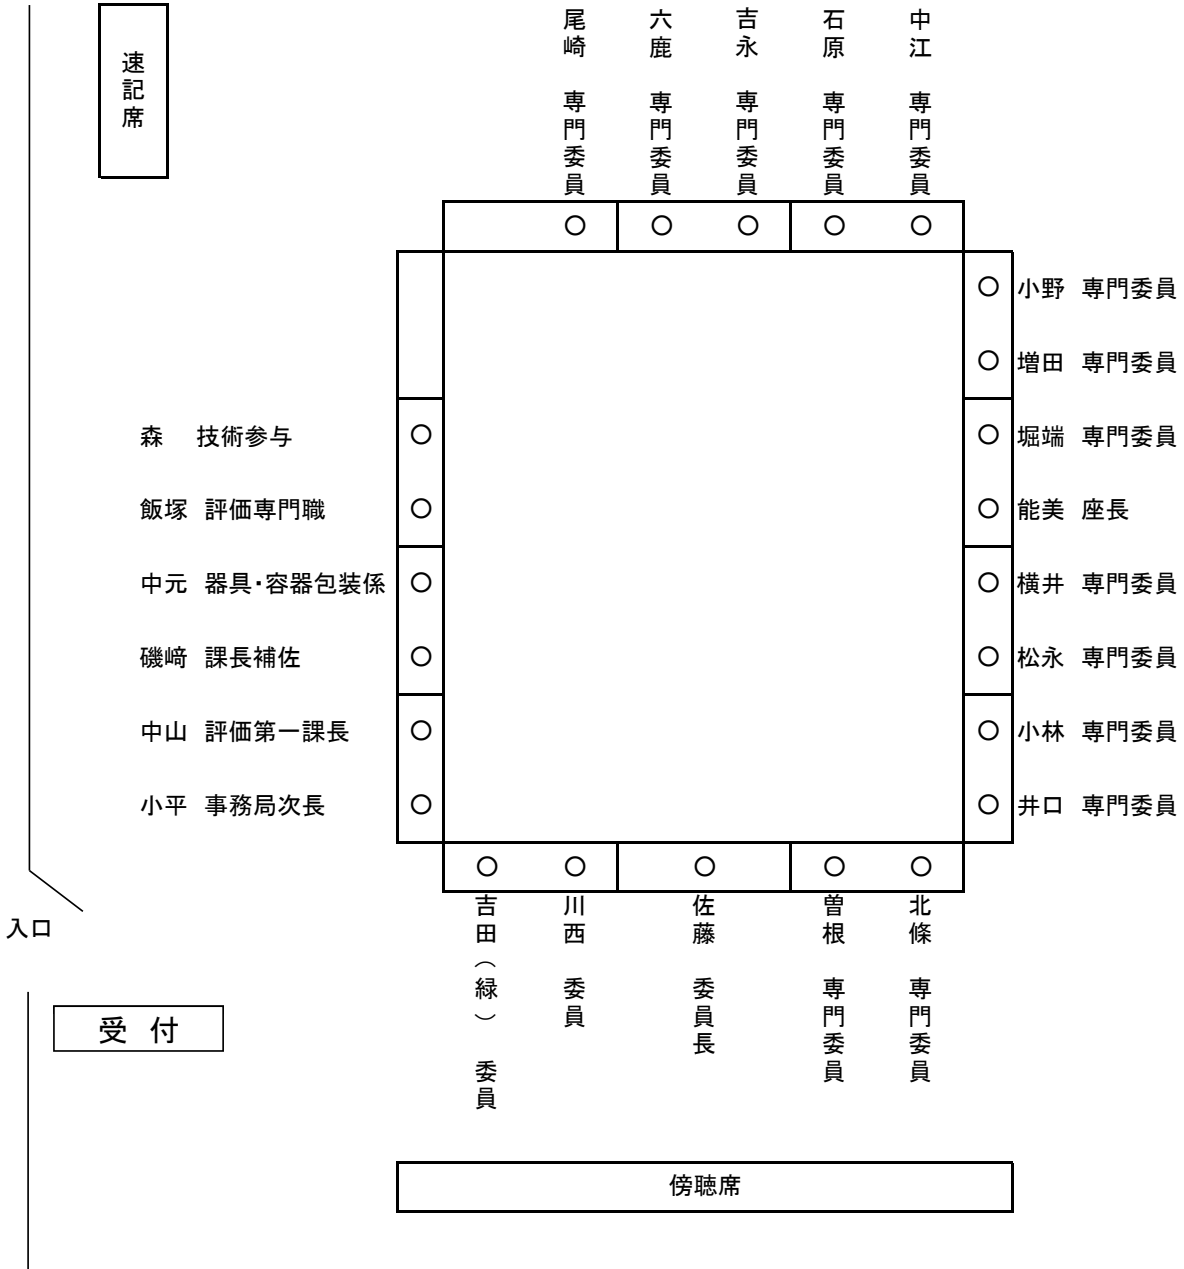 速記席
尾崎 専門委員
六鹿 専門委員
吉永 専門委員
石原 専門委員
中江 専門委員
小野 専門委員
増田 専門委員
森 技術参与
堀端 専門委員
飯塚 評価専門職
能美 座長
中元 器具・容器包装係
横井 専門委員
磯﨑 課長補佐
松永 専門委員
中山 評価第一課長
小林 専門委員
小平 事務局次長
井口 専門委員
吉田(緑) 委員
川西 委員
佐藤 委員長
曽根 専門委員
北條 専門委員
入口
受 付
傍聴席